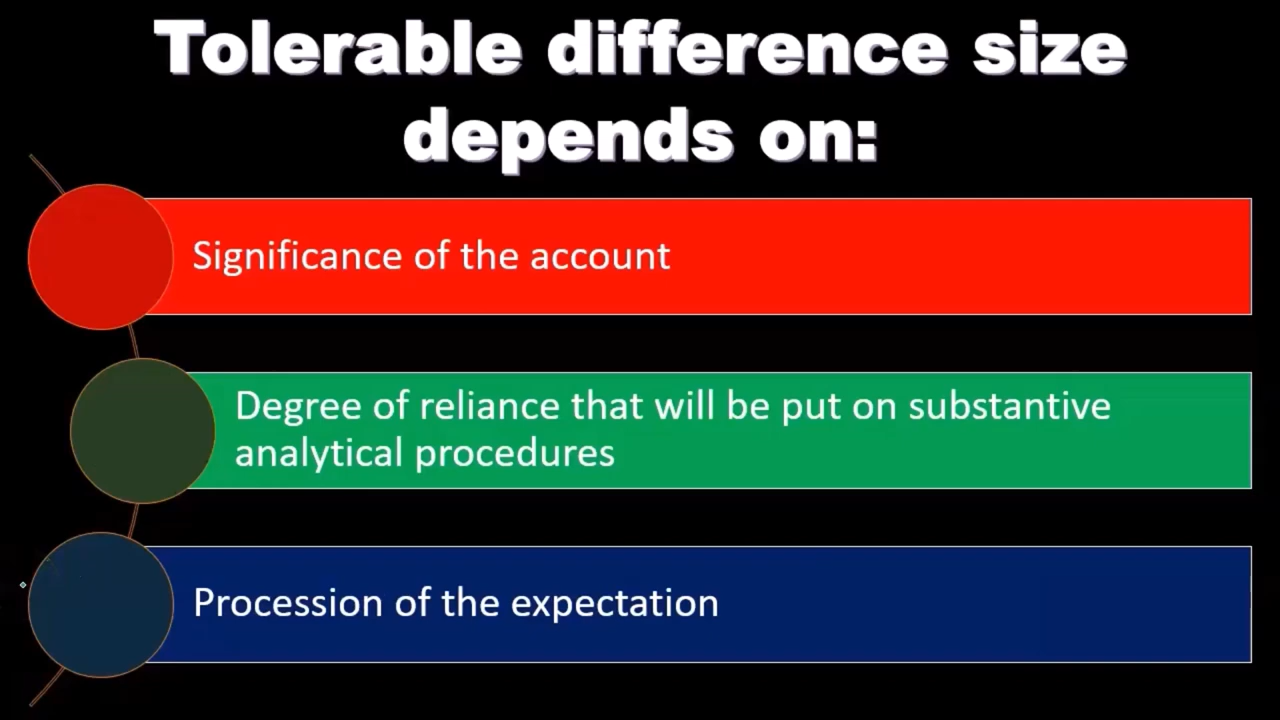 Tolerable difference size
depends on:
Significance of the account
Degree of reliance that will be put on substantive
analytical procedures
Procession of the expectation